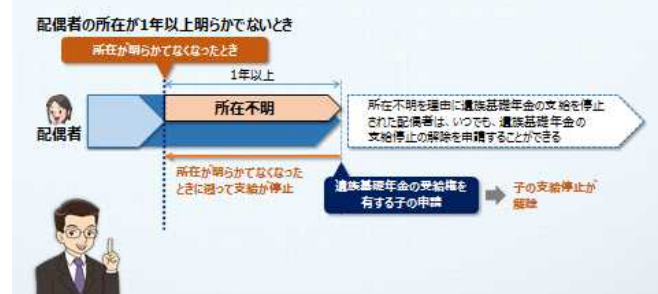 配偶者の所在が1年以上明らかでないとき
所在が明らかでなくなったとき
1年以上
所在不明
配偶者
所在不明を理由に遺族基礎年金の支給を停止
された配偶者は、いつでも、遺族基礎年金の
支給停止の解除を申請することができる
所在が明らかでなくなった
ときに遡って支給が停止
遺族基礎年金の受給権を
有する子の申請
子の支給停止が
解除